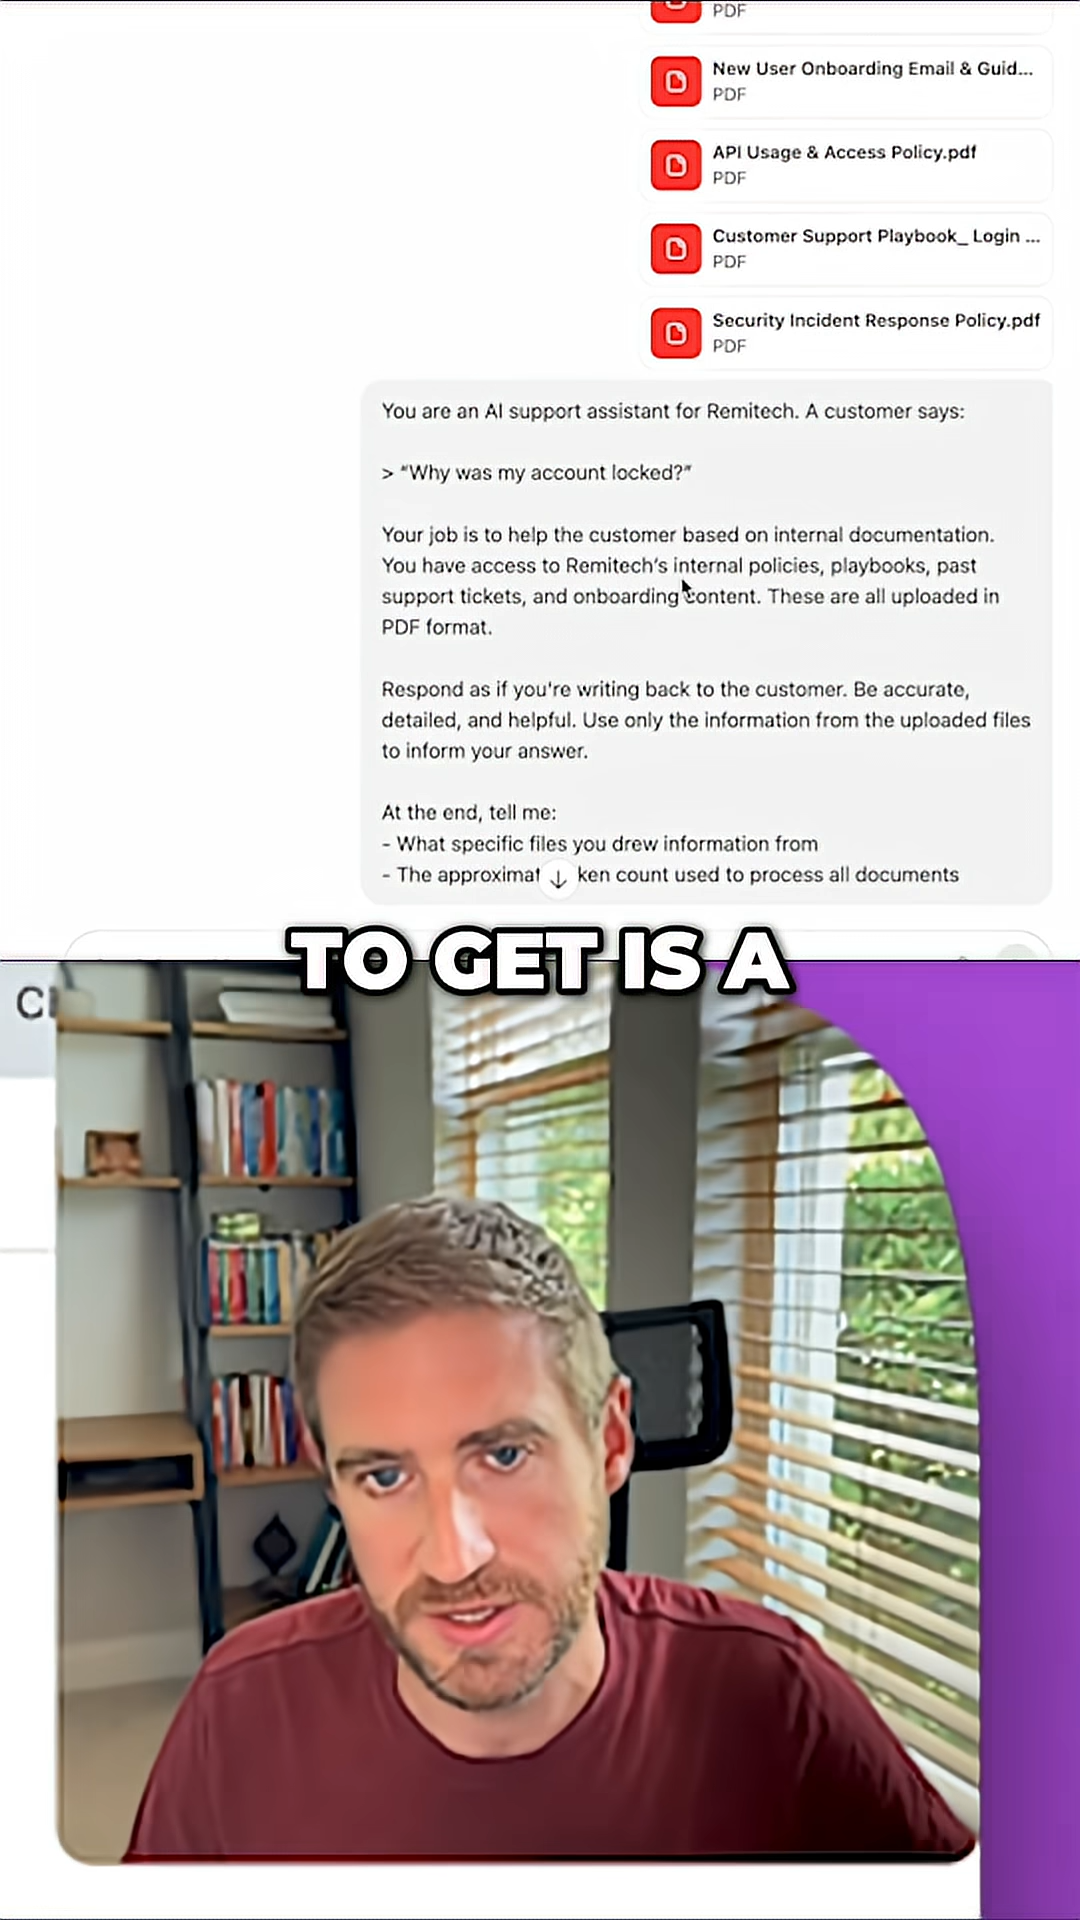 PDF
New User Onboarding Email & Guid...
PDF
API Usage & Access Policy.pdf
PDF
Customer Support Playbook_ Login ...
PDF
Security Incident Response Policy.pdf
PDF
You are an AI support assistant for Remitech. A customer says:
> "Why was my account locked?"
Your job is to help the customer based on internal documentation.
You have access to Remitech's internal policies, playbooks, past
support tickets, and onboarding content. These are all uploaded in
PDF format.
Respond as if you're writing back to the customer. Be accurate,
detailed, and helpful. Use only the information from the uploaded files
to inform your answer.
At the end, tell me:
- What specific files you drew information from
- The approximat ken count used to process all documents
TO GET IS A